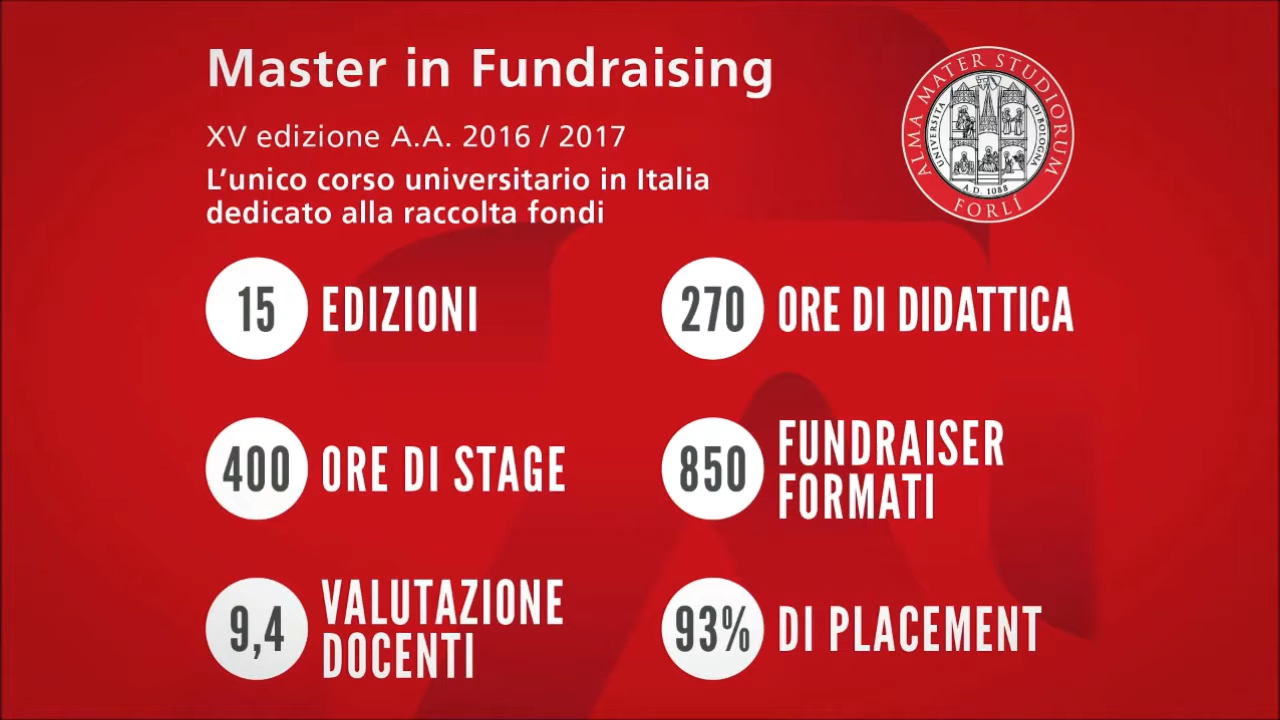 Master in Fundraising
XV edizione A.A. 2016 / 2017
L'unico corso universitario in Italia
dedicato alla raccolta fondi
ALMA MATER STUDIORUM
UNIVERSITÀ DI BOLOGNA
A.D. 1088
FORLÌ
15 EDIZIONI
270 ORE DI DIDATTICA
400 ORE DI STAGE
850 FUNDRAISER
FORMATI
9,4 VALUTAZIONE
DOCENTI
93% DI PLACEMENT